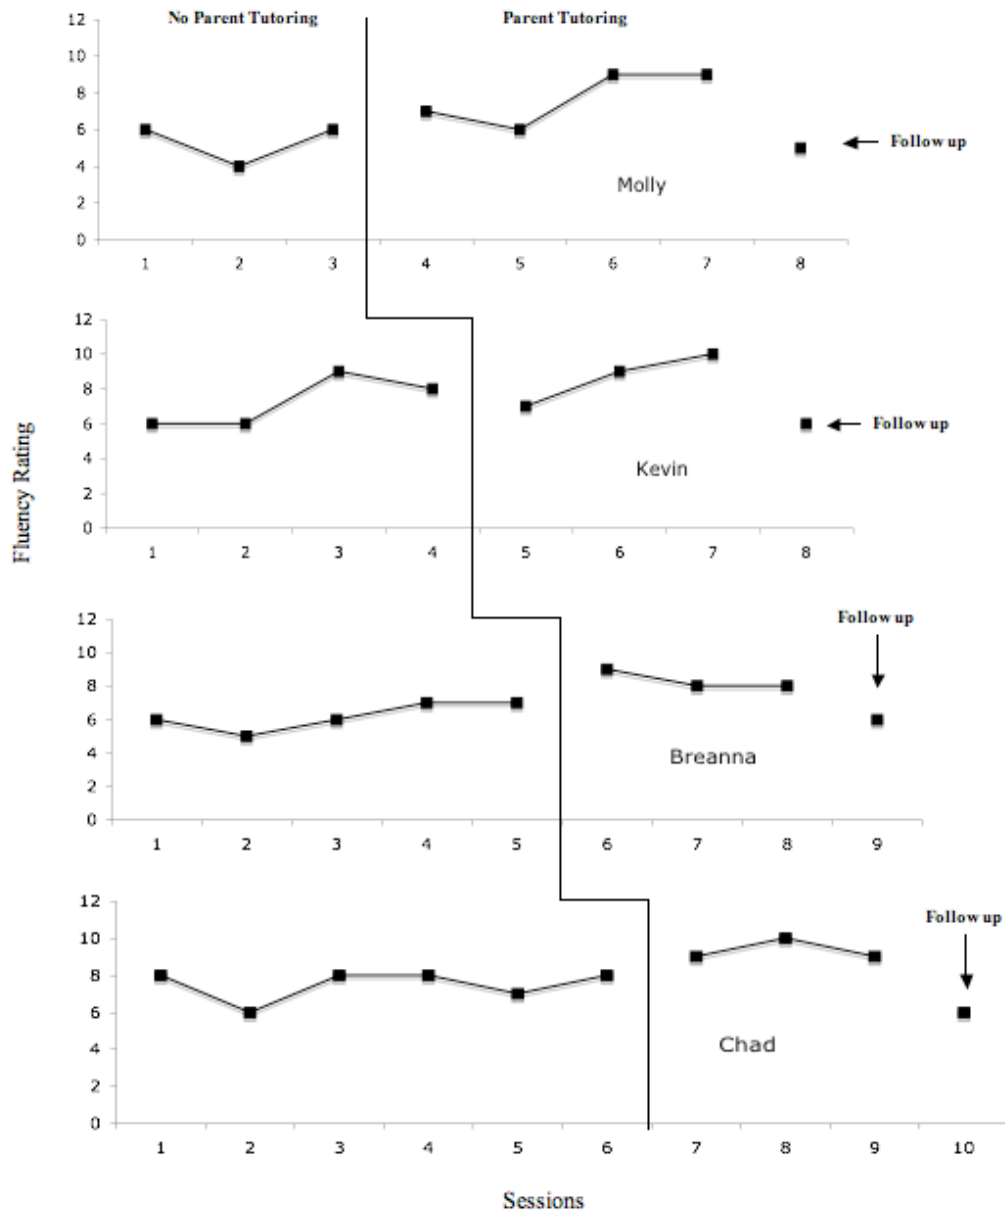 No Parent Tutoring
Parent Tutoring
12
10
8
6
4
2
0
1 2 3 4 5 6 7 8
Follow up
Molly
12
10
8
6
4
2
0
1 2 3 4 5 6 7 8
Follow up
Kevin
Fluency Rating
12
10
8
6
4
2
0
1 2 3 4 5 6 7 8 9
Follow up
Breanna
12
10
8
6
4
2
0
1 2 3 4 5 6 7 8 9 10
Follow up
Chad
Sessions